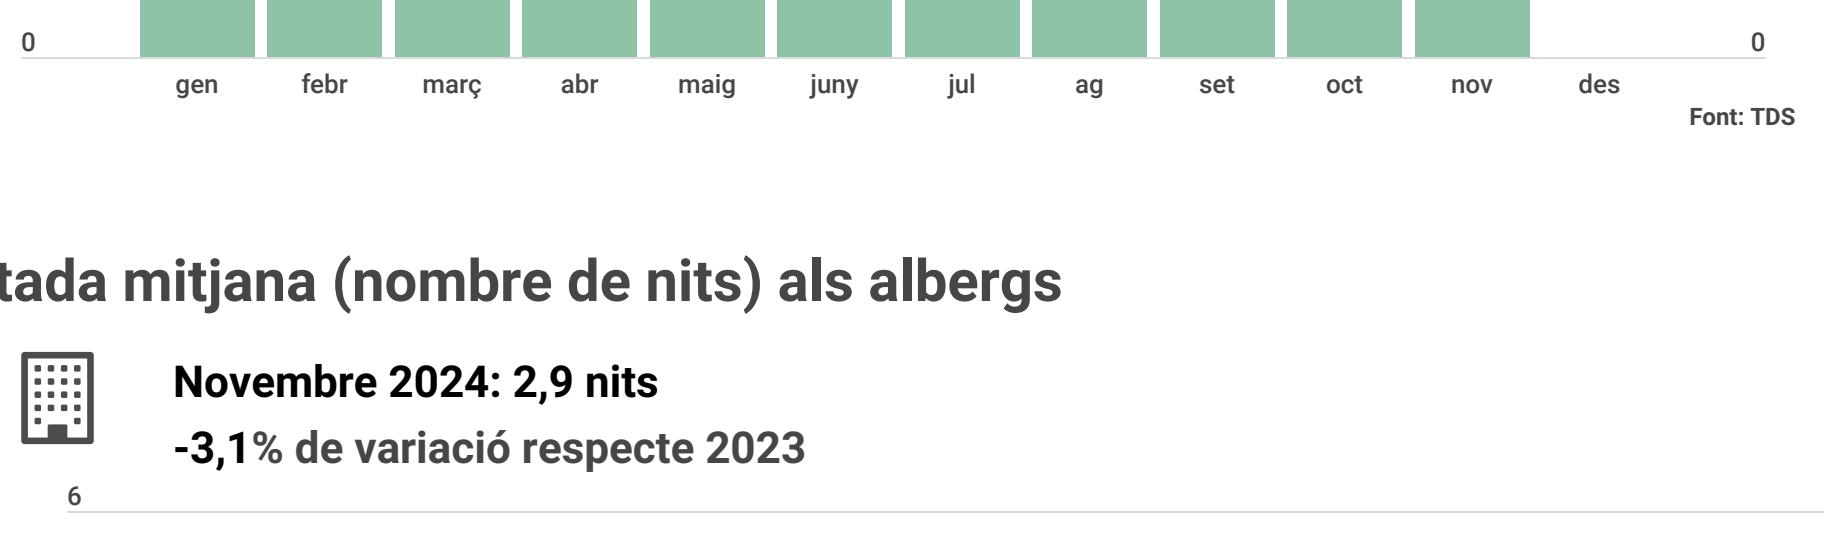 0 0
gen febr març abr maig juny jul ag set oct nov des
Font: TDS
tada mitjana (nombre de nits) als albergs
Novembre 2024: 2,9 nits
-3,1% de variació respecte 2023
6